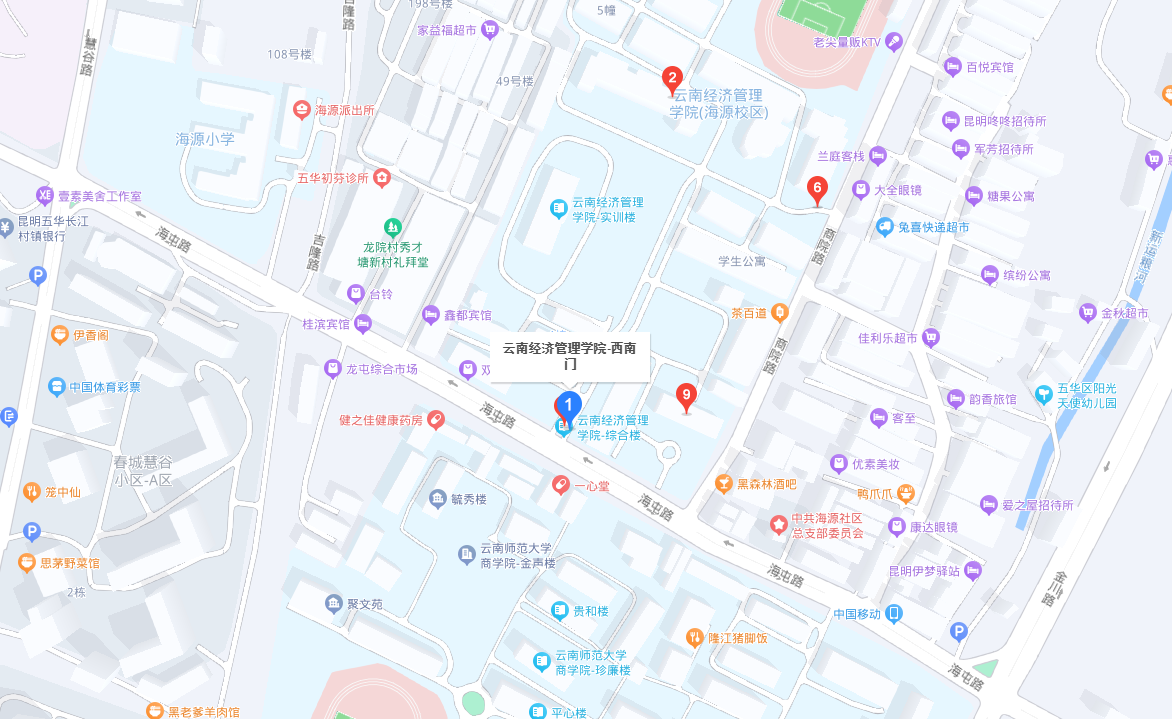 198号楼
5幢
家益福超市
吉隆路
慧谷路
老尖量贩KTV
108号楼
49号楼
百悦宾馆
2
云南经济管理
学院(海源校区)
海源派出所
昆明咚咚招待所
海源小学
军芳招待所
兰庭客栈
五华初芬诊所
6
大全眼镜
糖果公寓
壹素美舍工作室
云南经济管理
学院-实训楼
昆明五华长江
村镇银行
兔喜快递超市
海屯路
吉隆路
龙院村秀才
塘新村礼拜堂
商院路
新运粮河
学生公寓
P
缤纷公寓
台铃
鑫都宾馆
茶百道
金秋超市
桂滨宾馆
伊香阁
佳利乐超市
商院路
云南经济管理学院-西南
门
龙屯综合市场
双
中国体育彩票
五华区阳光
天使幼儿园
9
韵香旅馆
1
海屯路
健之佳健康药房
云南经济管理
学院-综合楼
客至
春城慧谷
小区-A区
优素美妆
一心堂
黑森林酒吧
笼中仙
毓秀楼
鸭爪爪
海屯路
爱之屋招待所
中共海源社区
总支部委员会
康达眼镜
P
云南师范大学
商学院-金声楼
思茅野菜馆
昆明伊梦驿站
海屯路
金川路
2栋
聚文苑
贵和楼
中国移动
P
隆江猪脚饭
云南师范大学
商学院-珍廉楼
海屯路
黑老爹羊肉馆
平心楼